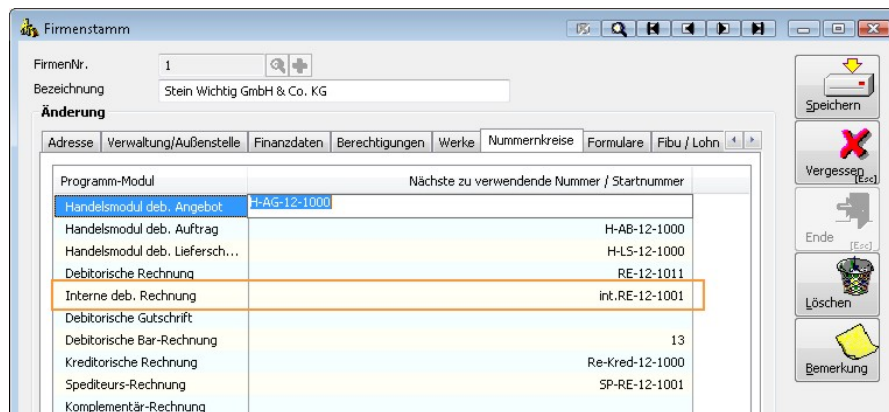 Firmenstamm
FirmenNr. 1
Bezeichnung Stein Wichtig GmbH & Co. KG
Änderung
Adresse Verwaltung/Außenstelle Finanzdaten Berechtigungen Werke Nummernkreise Formulare Fibu / Lohn
Programm-Modul Nächste zu verwendende Nummer / Startnummer
Handelsmodul deb. Angebot H-AG-12-1000
Handelsmodul deb. Auftrag H-AB-12-1000
Handelsmodul deb. Liefersch... H-LS-12-1000
Debitorische Rechnung RE-12-1011
Interne deb. Rechnung int.RE-12-1001
Debitorische Gutschrift
Debitorische Bar-Rechnung 13
Kreditorische Rechnung Re-Kred-12-1000
Spediteurs-Rechnung SP-RE-12-1001
Komplementär-Rechnung
Speichern
Vergessen [Esc]
Ende [Esc]
Löschen
Bemerkung